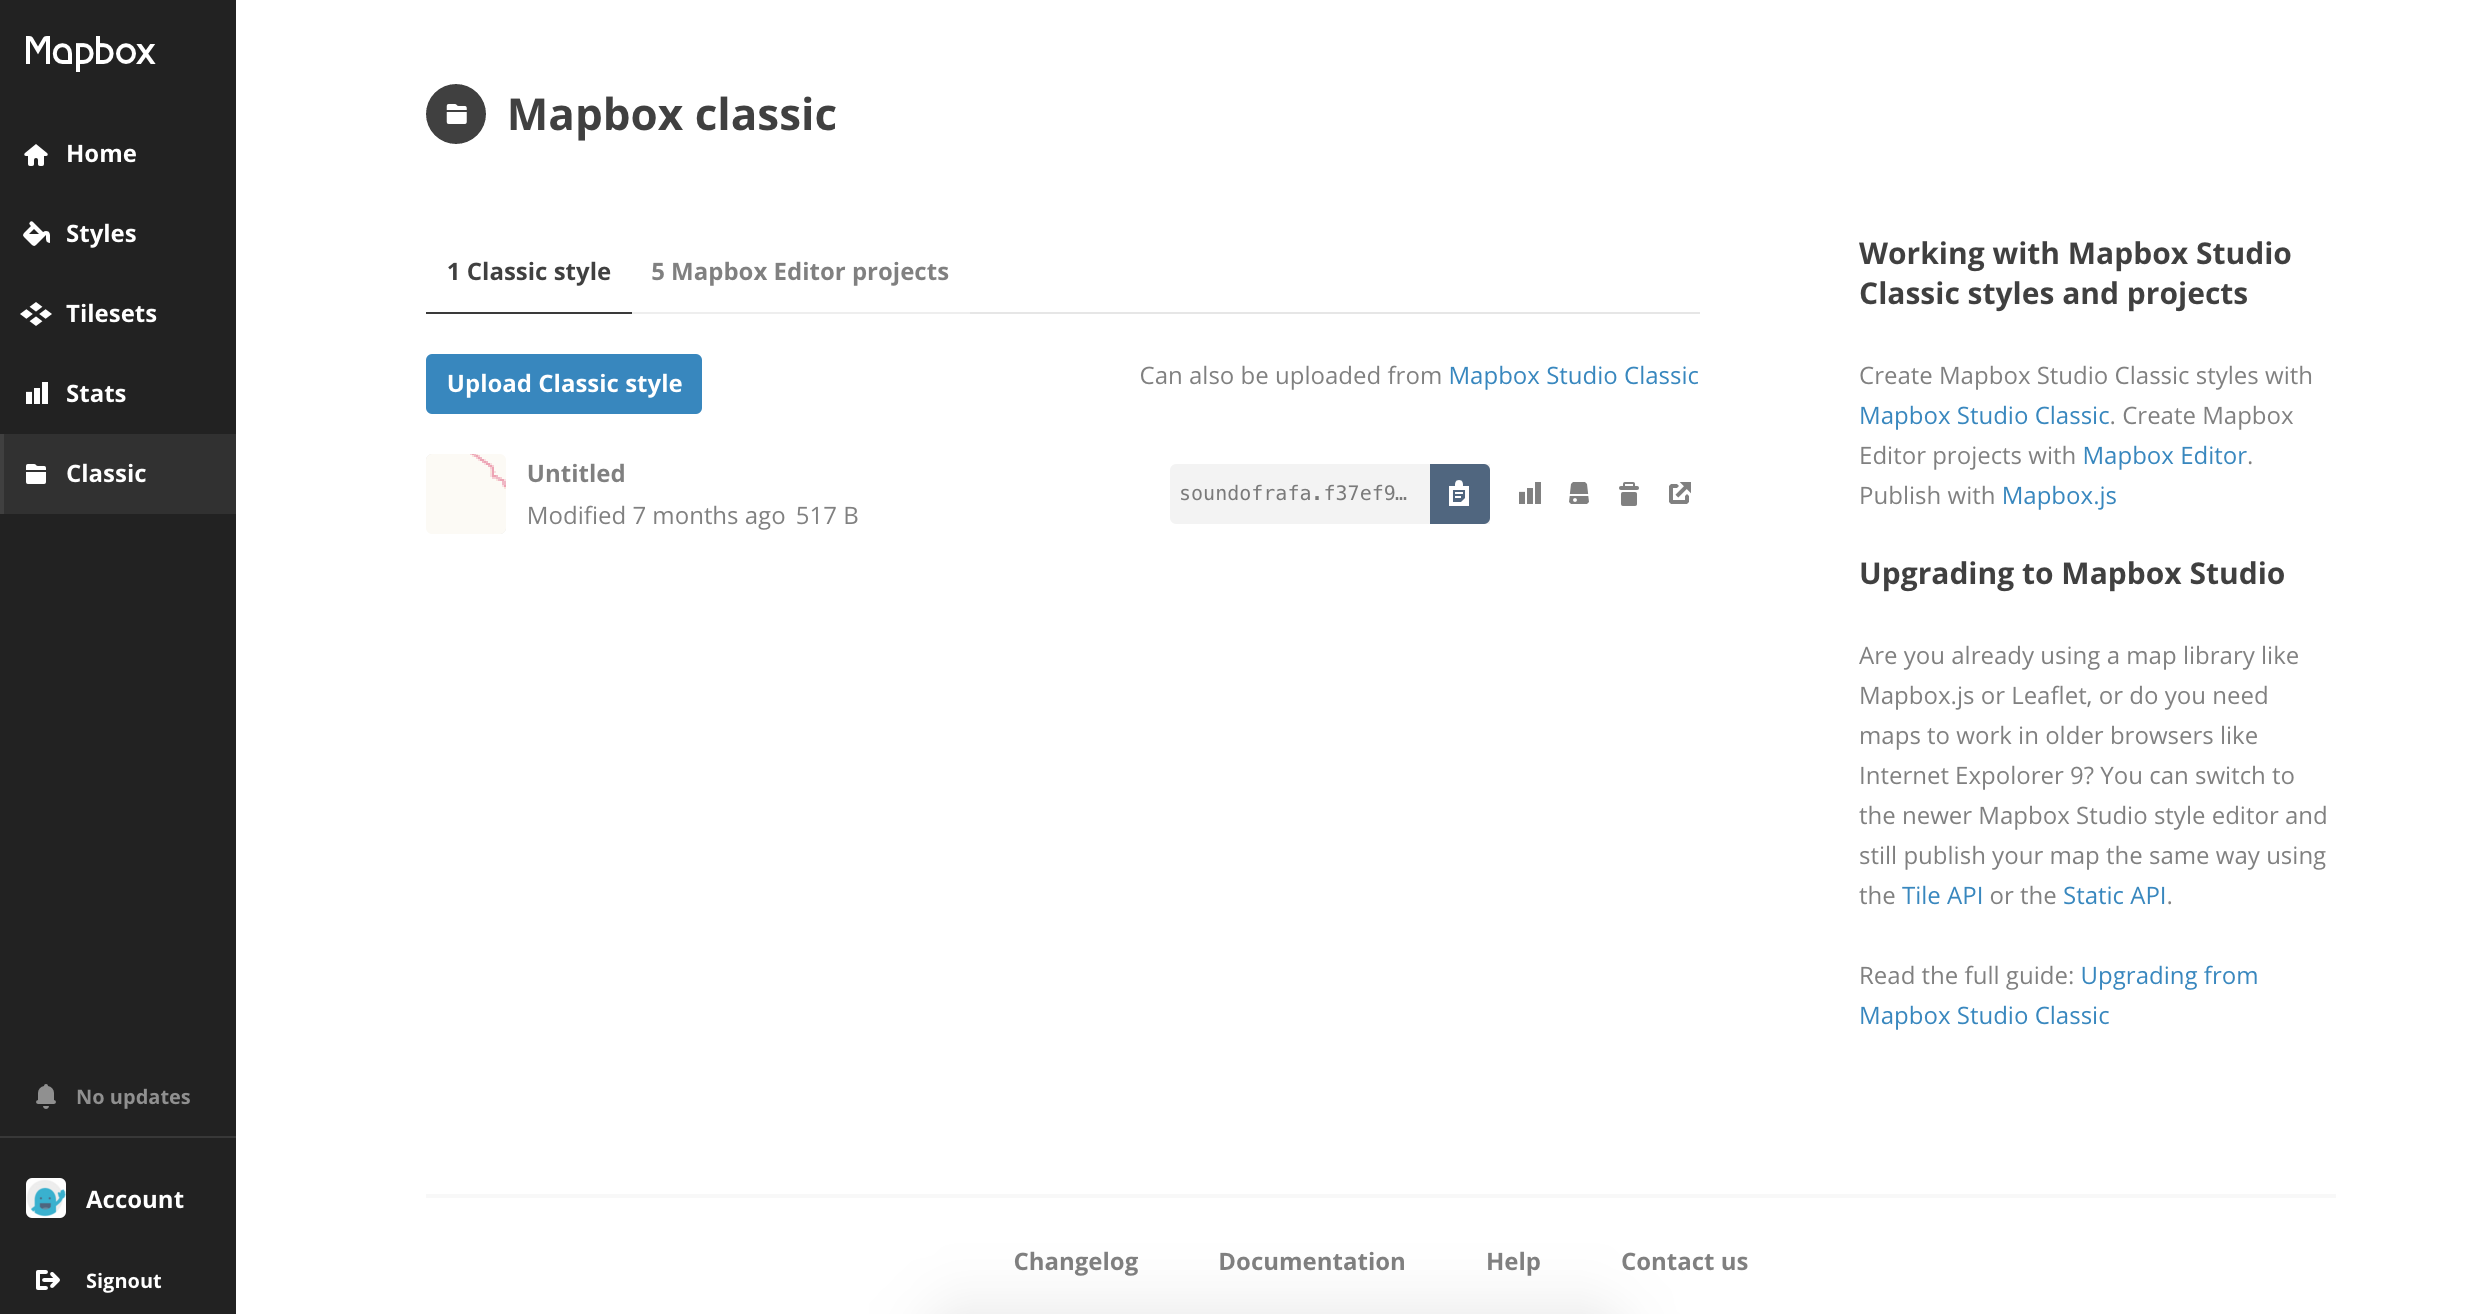 Mapbox
Home
Styles
Tilesets
Stats
Classic
No updates
Account
Signout
Mapbox classic
1 Classic style
5 Mapbox Editor projects
Upload Classic style
Can also be uploaded from Mapbox Studio Classic
Untitled
Modified 7 months ago 517 B
soundofrafa.f37ef9…
Working with Mapbox Studio
Classic styles and projects
Create Mapbox Studio Classic styles with
Mapbox Studio Classic. Create Mapbox
Editor projects with Mapbox Editor.
Publish with Mapbox.js
Upgrading to Mapbox Studio
Are you already using a map library like
Mapbox.js or Leaflet, or do you need
maps to work in older browsers like
Internet Expolorer 9? You can switch to
the newer Mapbox Studio style editor and
still publish your map the same way using
the Tile API or the Static API.
Read the full guide: Upgrading from
Mapbox Studio Classic
Changelog
Documentation
Help
Contact us